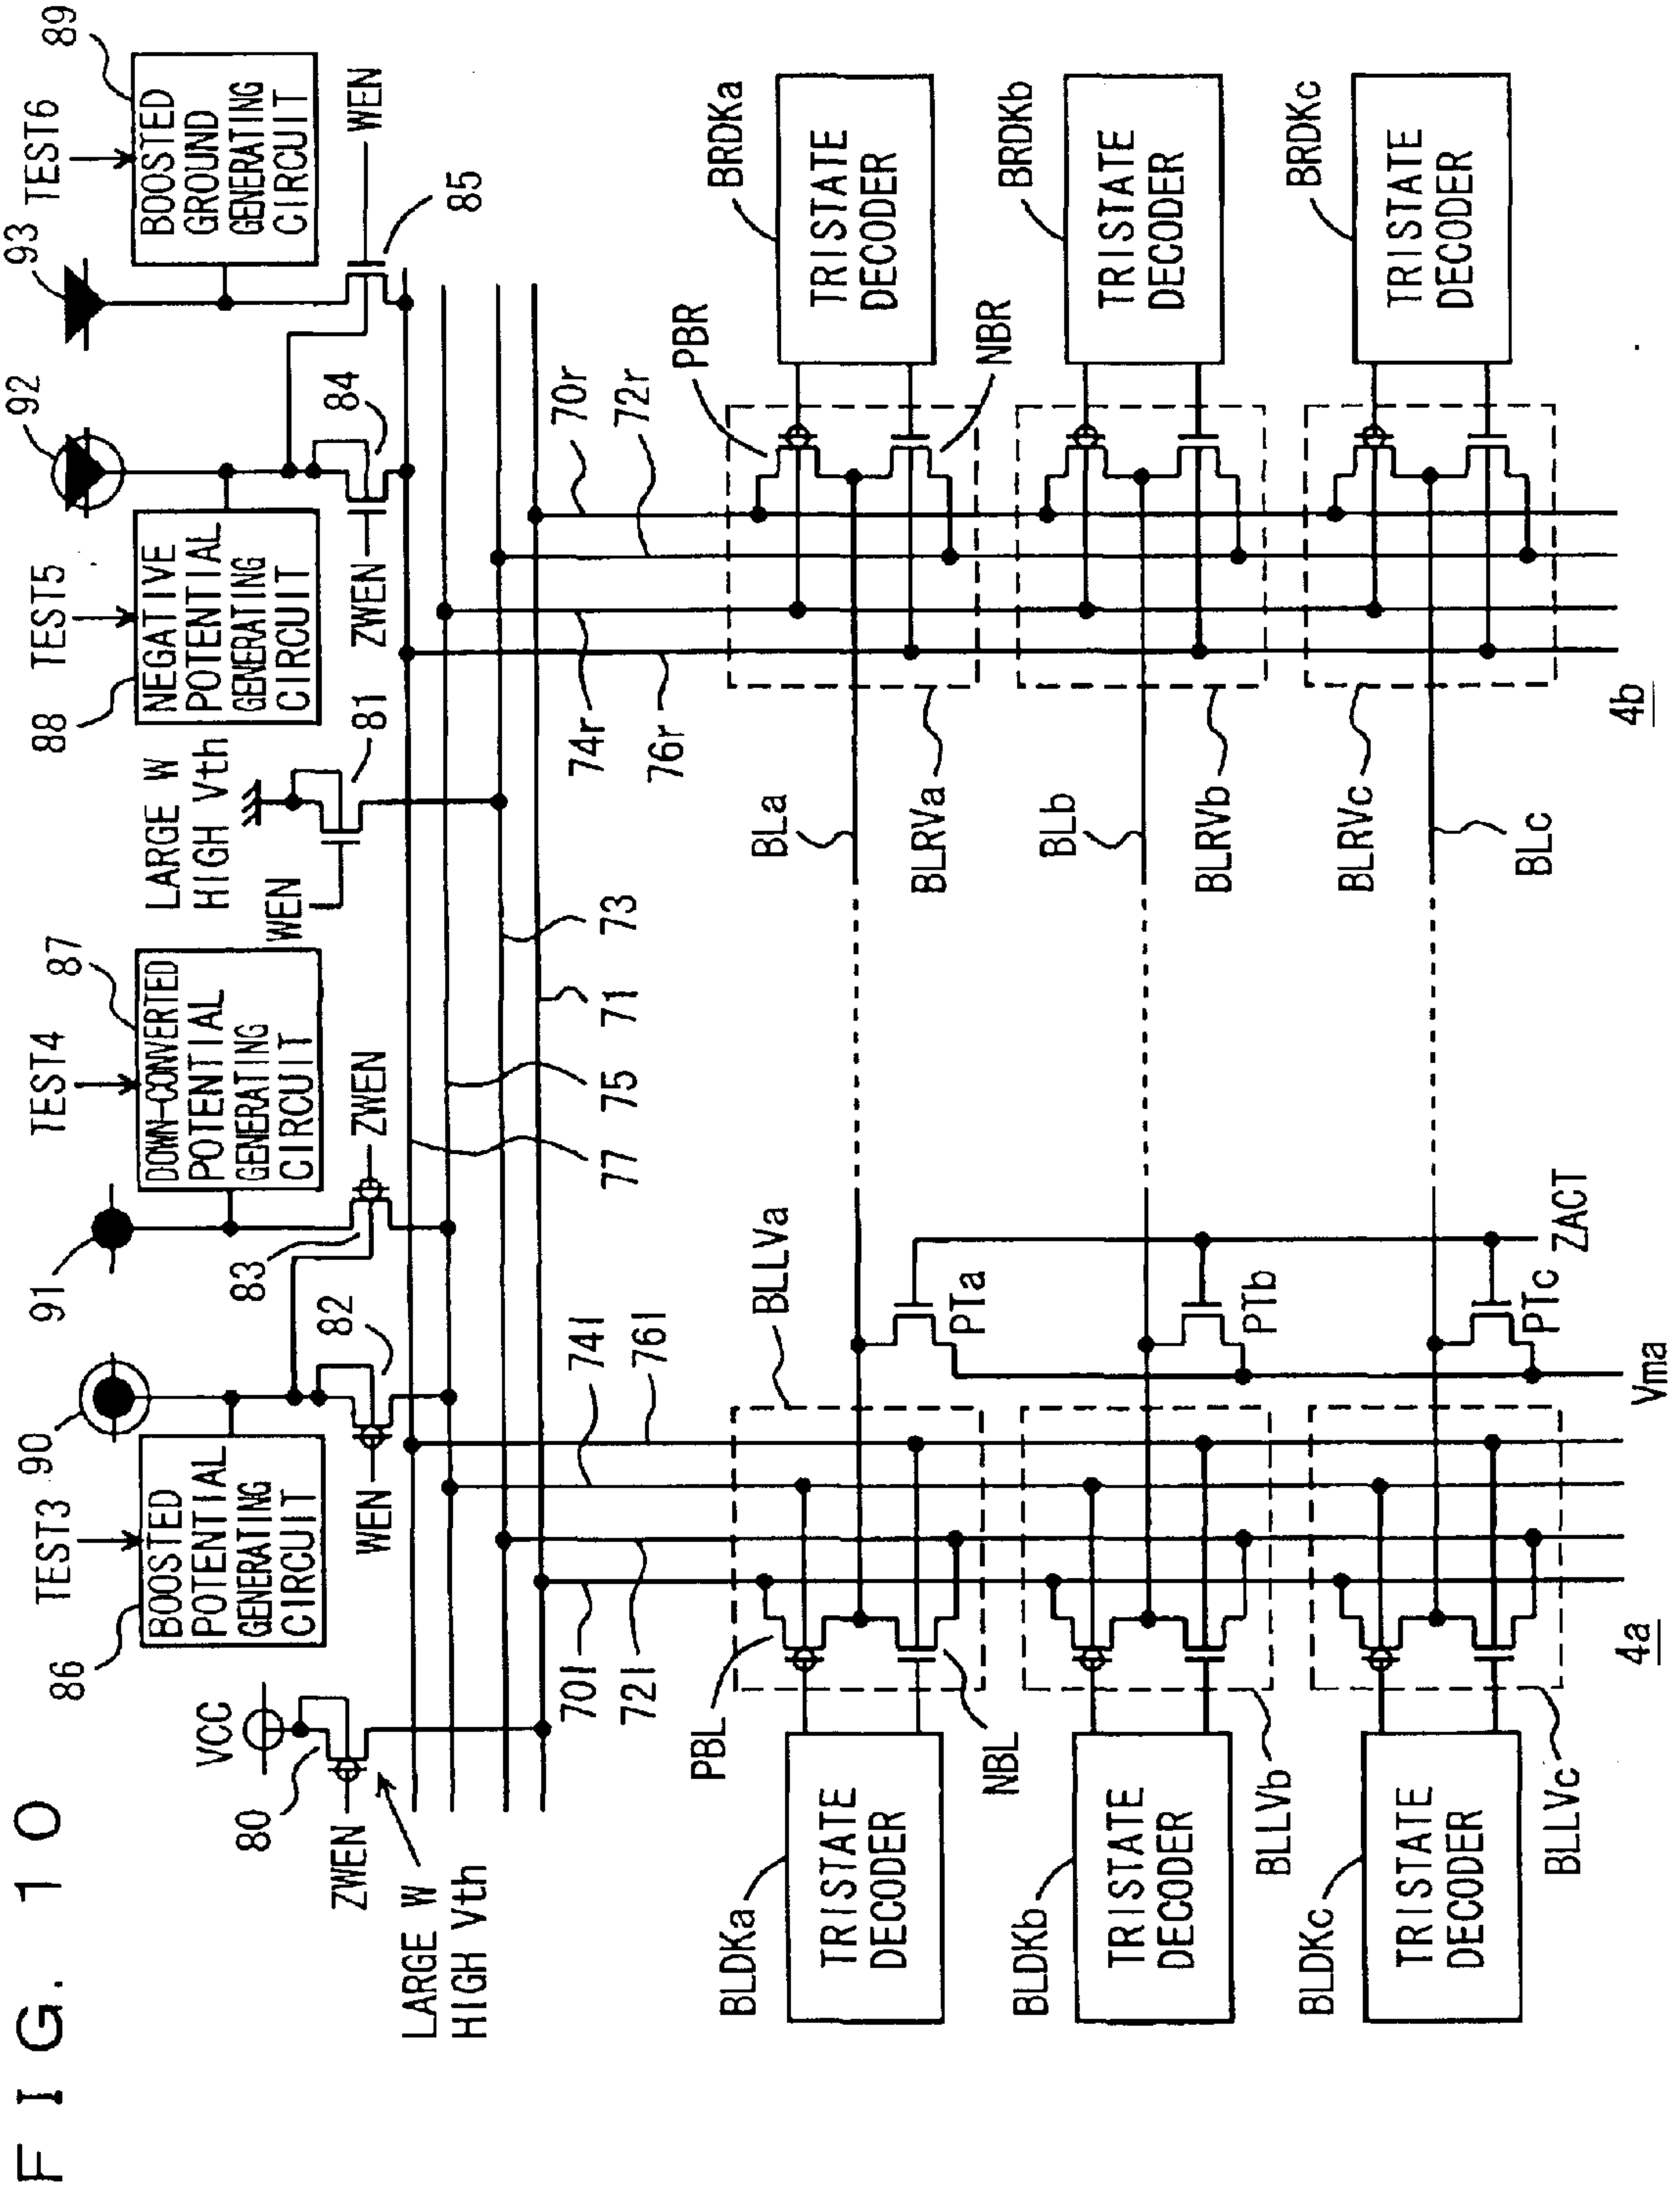 FIG. 10
TEST3
TEST4
TEST5
TEST6
86
90
91
87
88
92
93
89
BOOSTED
POTENTIAL
GENERATING
CIRCUIT
DOWN-CONVERTED
POTENTIAL
GENERATING
CIRCUIT
NEGATIVE
POTENTIAL
GENERATING
CIRCUIT
BOOSTED
GROUND
GENERATING
CIRCUIT
VCC
80
ZWEN
LARGE W
HIGH Vth
WEN
82
83
ZWEN
LARGE W
HIGH Vth
WEN
81
ZWEN
84
WEN
85
70l
72l
74l
76l
77
75
71
73
74r
76r
70r
72r
PBL
NBL
BLLVa
BLDKa
TRISTATE
DECODER
PTa
BLa
BLRVa
PBR
NBR
BRDKa
TRISTATE
DECODER
BLDKb
TRISTATE
DECODER
BLLVb
PTb
BLb
BLRVb
BRDKb
TRISTATE
DECODER
BLDKc
TRISTATE
DECODER
BLLVc
PTc
ZACT
BLRVc
BLc
BRDKc
TRISTATE
DECODER
4a
Vma
4b